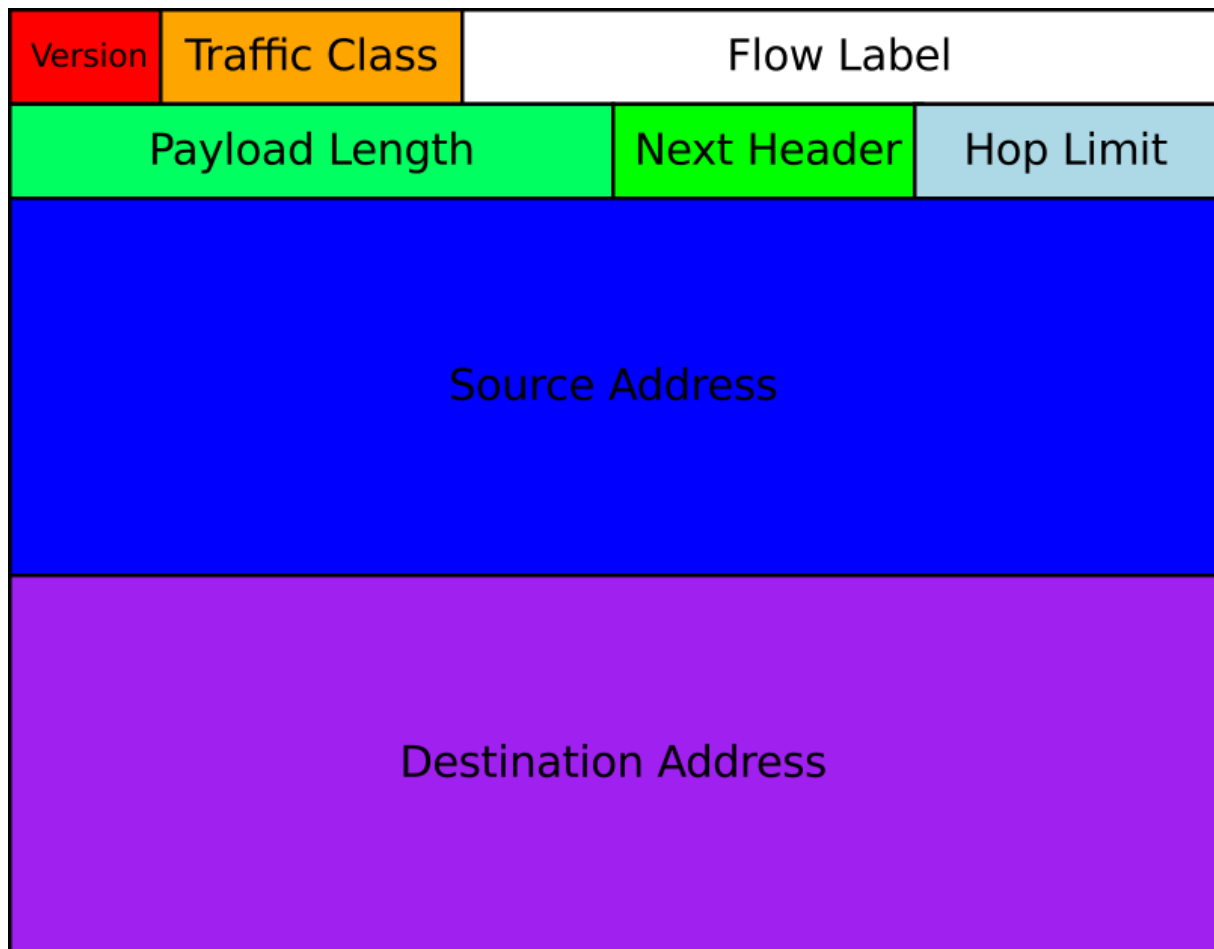 Version Traffic Class Flow Label
Payload Length Next Header Hop Limit
Source Address
Destination Address